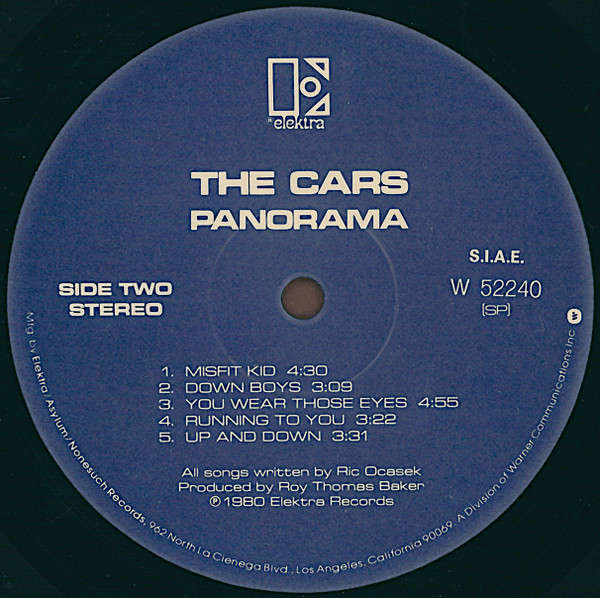 elektra
THE CARS
PANORAMA
S.I.A.E.
W 52240
[SP]
SIDE TWO
STEREO
1. MISFIT KID 4:30
2. DOWN BOYS 3:09
3. YOU WEAR THOSE EYES 4:55
4. RUNNING TO YOU 3:22
5. UP AND DOWN 3:31
All songs written by Ric Ocasek
Produced by Roy Thomas Baker
Ⓟ 1980 Elektra Records
Mfg. by Elektra/Asylum/Nonesuch Records, 962 North La Cienega Blvd., Los Angeles, California 90069. A Division of Warner Communications Inc.